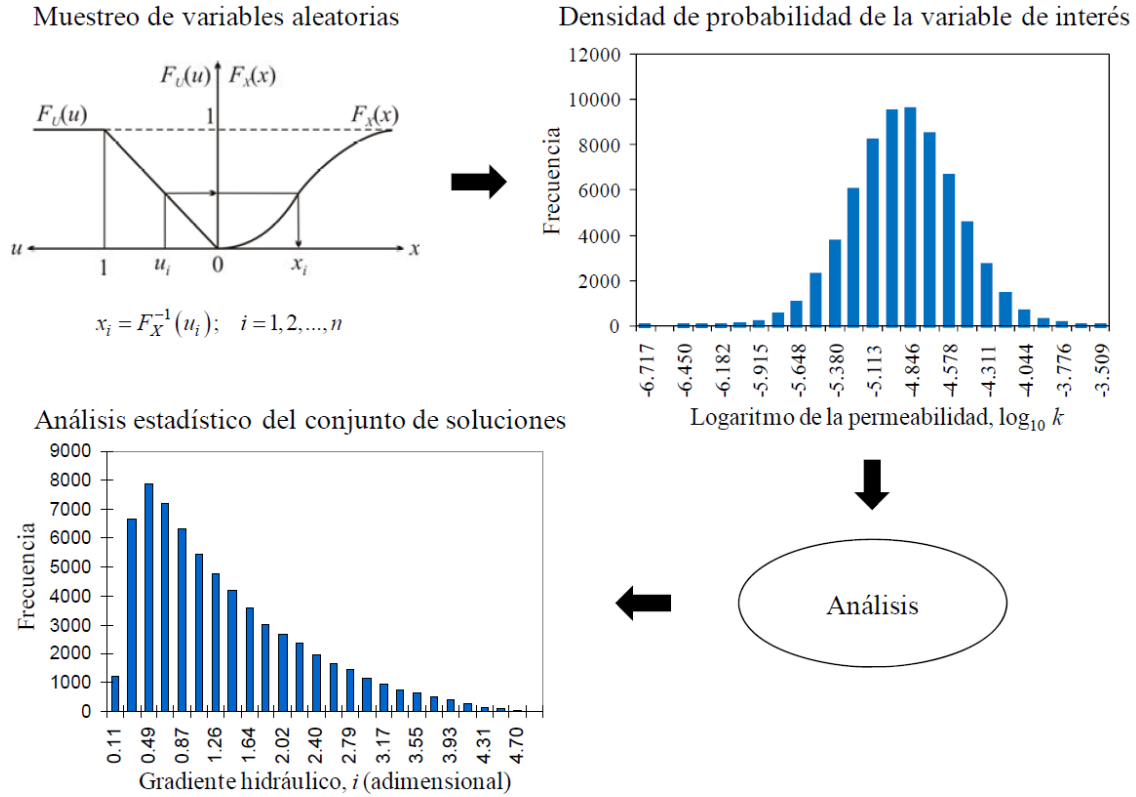 Muestreo de variables aleatorias
F_U(u) F_X(x)
F_U(u)
1
F_X(x)
u
1
u_i
0
x_i
x
x_i = F_X^{-1}(u_i); i = 1, 2, ..., n
Densidad de probabilidad de la variable de interés
Frecuencia
12000
10000
8000
6000
4000
2000
0
-6.717
-6.450
-6.182
-5.915
-5.648
-5.380
-5.113
-4.846
-4.578
-4.311
-4.044
-3.776
-3.509
Logaritmo de la permeabilidad, log₁₀ k
Análisis
Análisis estadístico del conjunto de soluciones
Frecuencia
9000
8000
7000
6000
5000
4000
3000
2000
1000
0
0.11
0.49
0.87
1.26
1.64
2.02
2.40
2.79
3.17
3.55
3.93
4.31
4.70
Gradiente hidráulico, i (adimensional)